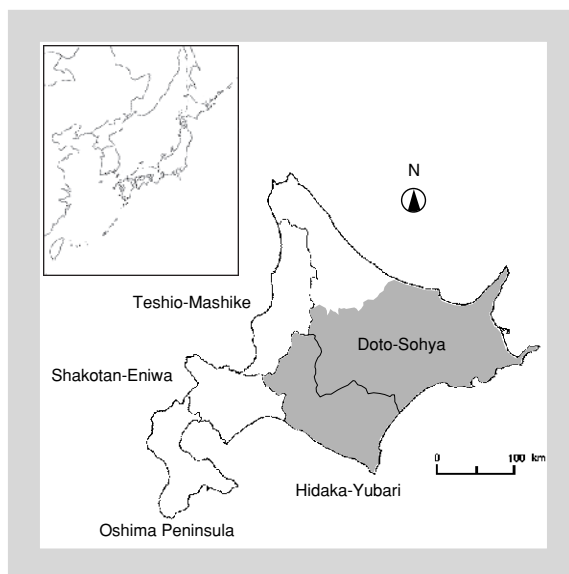 N
Teshio-Mashike
Doto-Sohya
Shakotan-Eniwa
0 100 km
Hidaka-Yubari
Oshima Peninsula